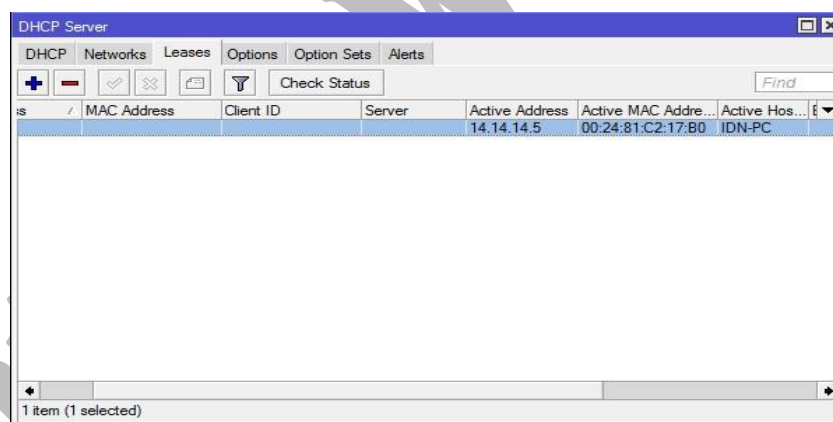 DHCP Server
DHCP Networks Leases Options Option Sets Alerts
Check Status Find
ss MAC Address Client ID Server Active Address Active MAC Addre... Active Hos...
14.14.14.5 00:24:81:C2:17:B0 IDN-PC
1 item (1 selected)